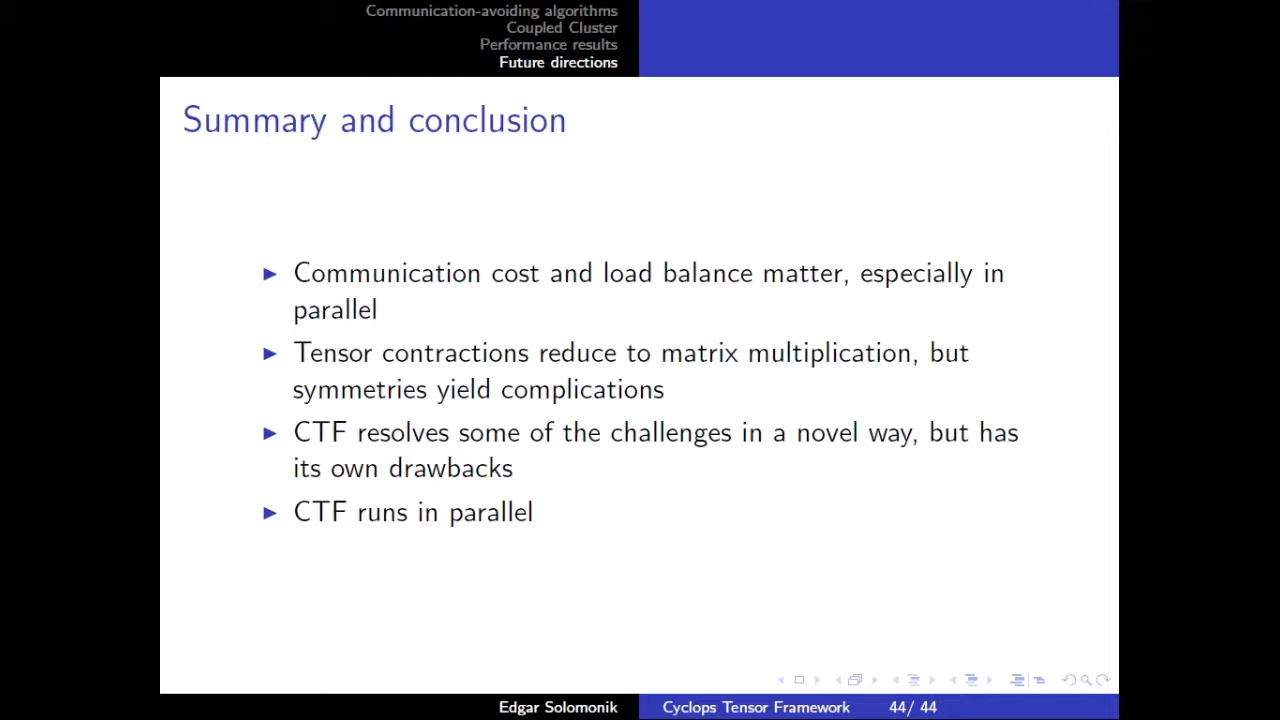 Communication-avoiding algorithms
Coupled Cluster
Performance results
Future directions
Summary and conclusion
Communication cost and load balance matter, especially in
parallel
Tensor contractions reduce to matrix multiplication, but
symmetries yield complications
CTF resolves some of the challenges in a novel way, but has
its own drawbacks
CTF runs in parallel
Edgar Solomonik Cyclops Tensor Framework 44/ 44